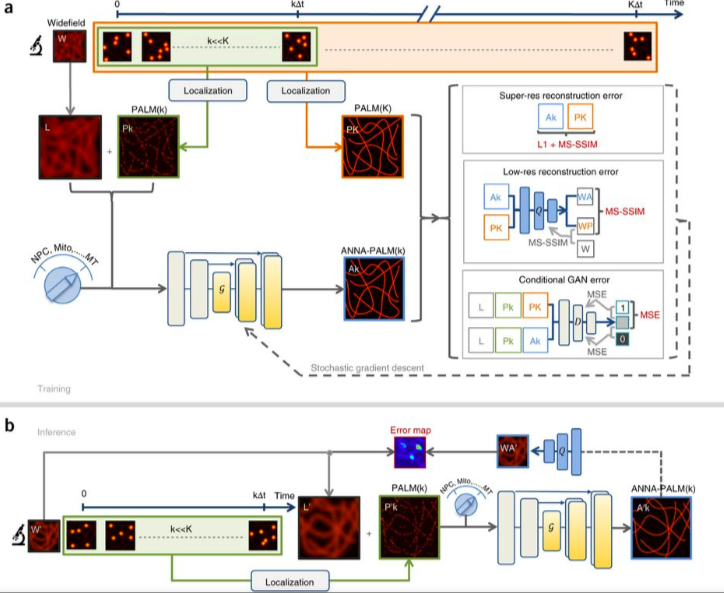 a
0
kΔt
KΔt
Time
Widefield
W
k<<K
Localization
Localization
PALM(k)
PALM(K)
L
+
Pk
PK
Super-res reconstruction error
Ak
PK
L1 + MS-SSIM
Low-res reconstruction error
Ak
PK
Q
WA
WP
W
MS-SSIM
MS-SSIM
NPC, Mito,.....MT
G
ANNA-PALM(k)
Ak
Conditional GAN error
L
Pk
PK
L
Pk
Ak
D
MSE
1
0
MSE
MSE
Stochastic gradient descent
Training
b
Inference
Error map
WA'
Q
0
kΔt
Time
W'
k<<K
L'
+
PALM(k)
P'k
NPC, Mito,.....MT
G
ANNA-PALM(k)
A'k
Localization